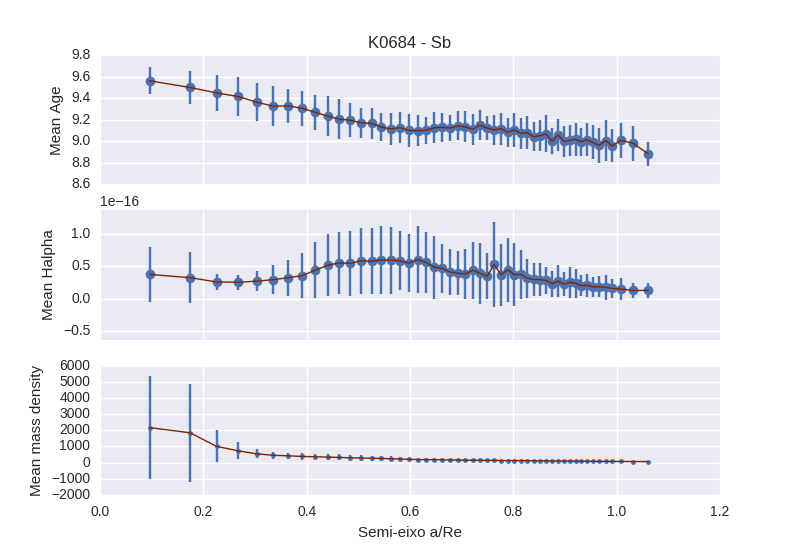 K0684 - Sb
9.8
9.6
9.4
9.2
9.0
8.8
8.6
Mean Age
1e−16
1.0
0.5
0.0
−0.5
Mean Halpha
6000
5000
4000
3000
2000
1000
0
−1000
−2000
Mean mass density
0.0 0.2 0.4 0.6 0.8 1.0 1.2
Semi-eixo a/Re